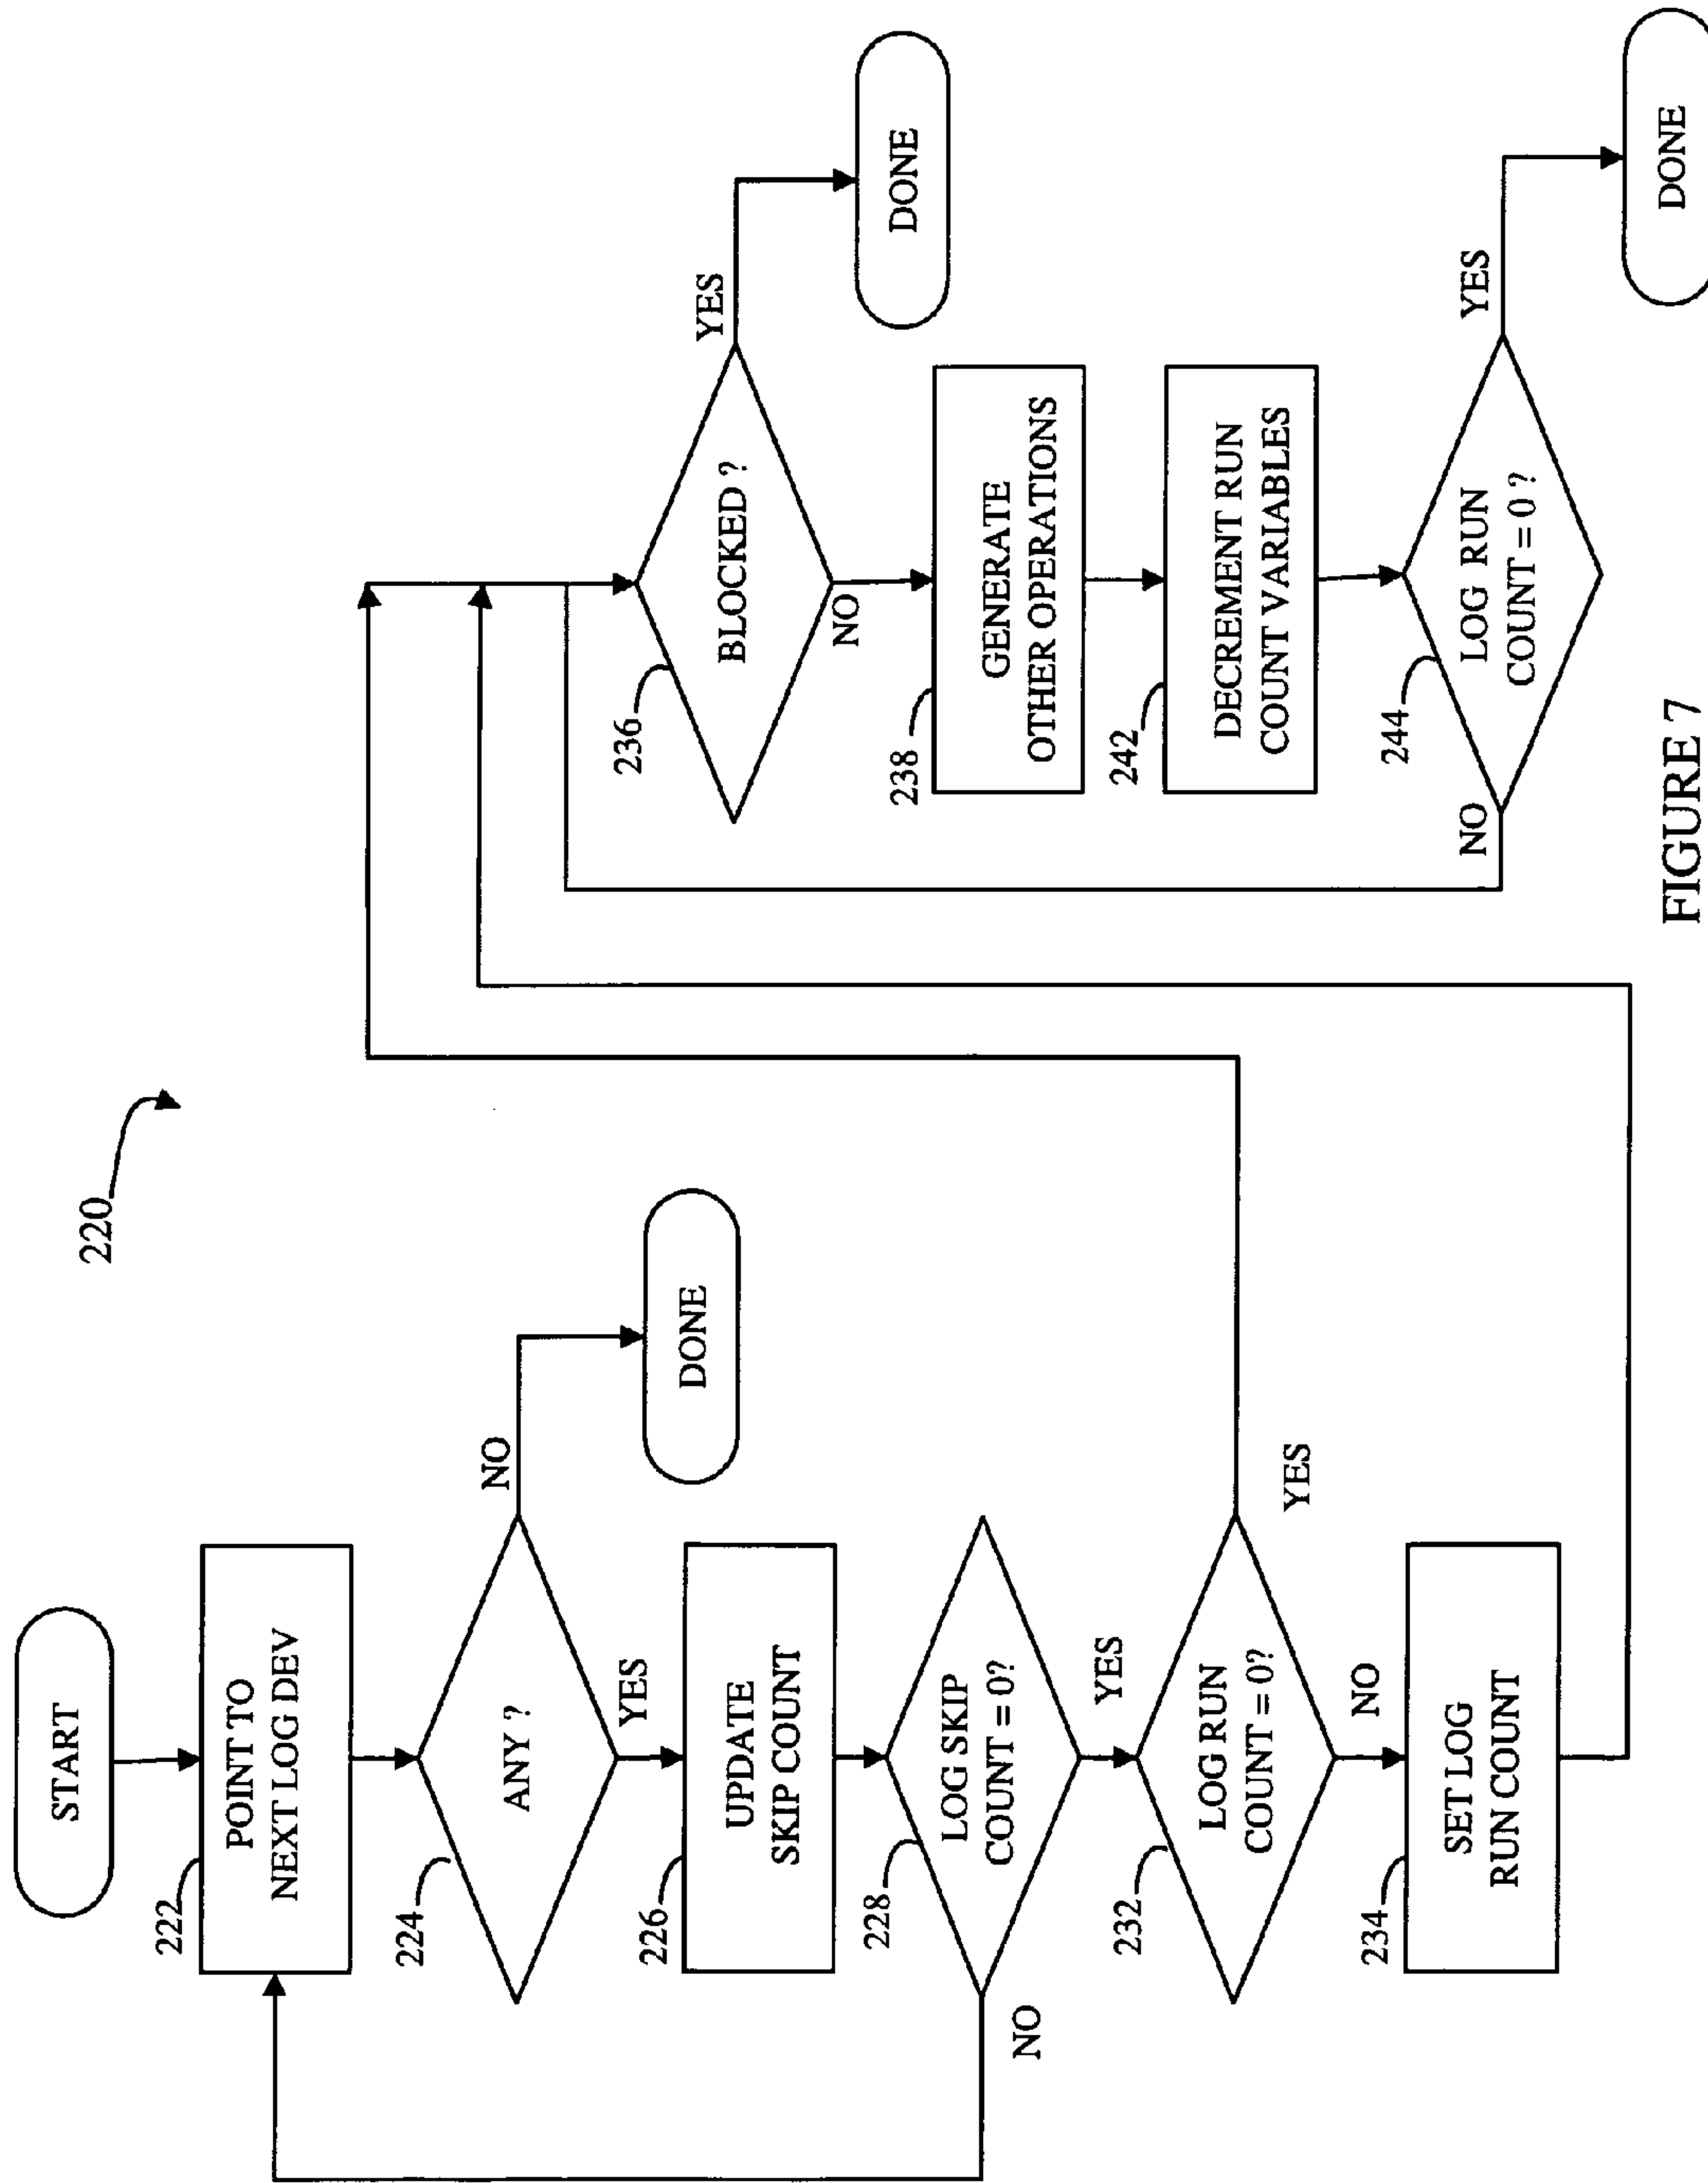 220
START
222
POINT TO
NEXT LOG DEV
224
ANY ?
NO
DONE
YES
226
UPDATE
SKIP COUNT
228
LOG SKIP
COUNT = 0?
NO
YES
232
LOG RUN
COUNT = 0?
YES
NO
234
SET LOG
RUN COUNT
236
BLOCKED ?
YES
DONE
NO
238
GENERATE
OTHER OPERATIONS
242
DECREMENT RUN
COUNT VARIABLES
244
LOG RUN
COUNT = 0 ?
NO
YES
DONE
FIGURE 7